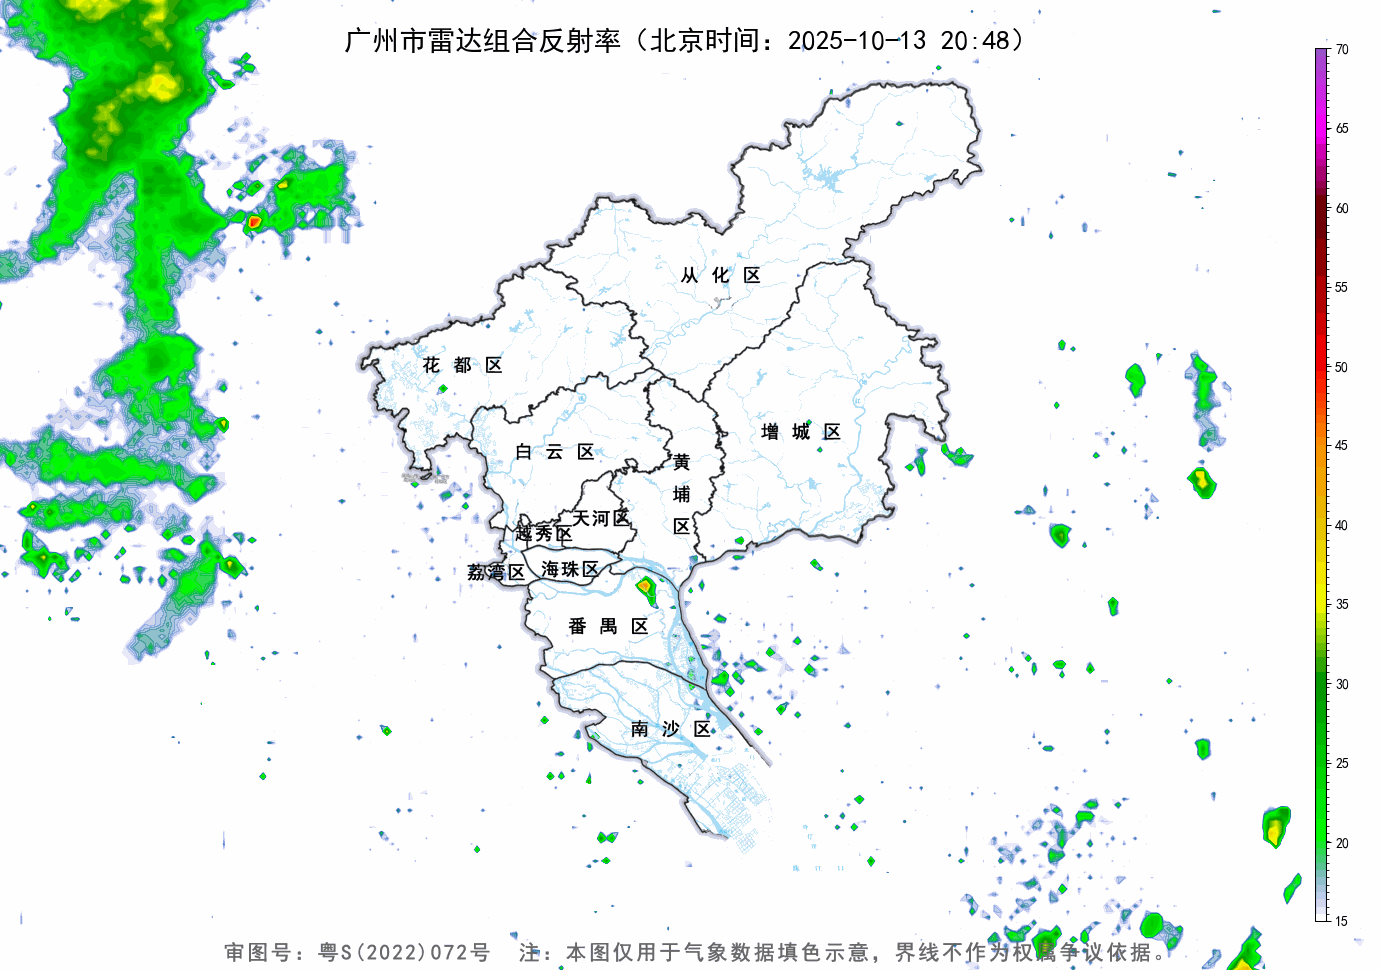 广州市雷达组合反射率（北京时间：2025-10-13 20:48）
70
65
60
55
50
45
40
35
30
25
20
15
从 化 区
花 都 区
增 城 区
白 云 区
黄
埔
区
天河区
越秀区
荔湾区
海珠区
番 禺 区
南 沙 区
审图号：粤S(2022)072号 注：本图仅用于气象数据填色示意，界线不作为权属争议依据。